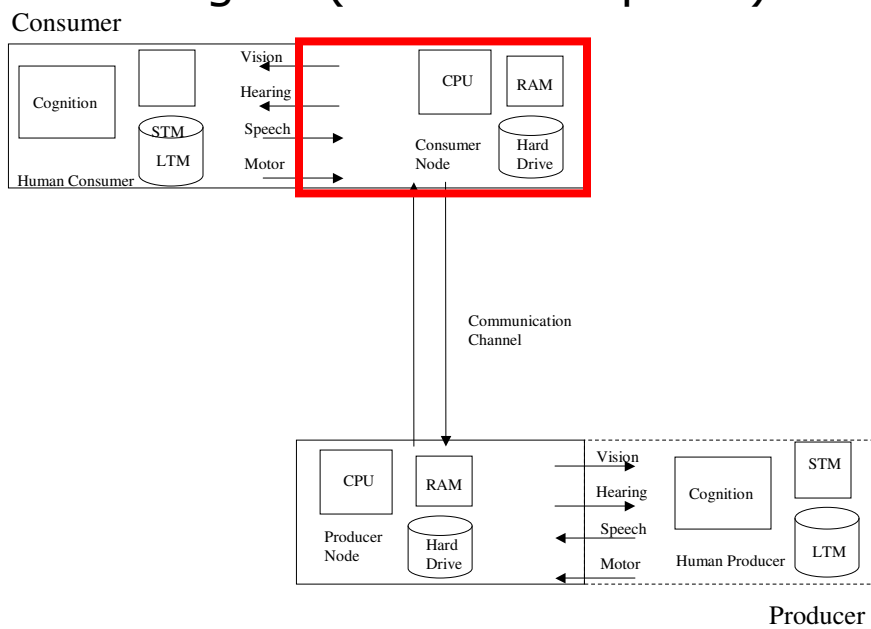 Consumer
Vision
Hearing
Speech
Motor
Cognition
STM
LTM
Human Consumer
CPU
RAM
Consumer
Node
Hard
Drive
Communication
Channel
CPU
RAM
Producer
Node
Hard
Drive
Vision
Hearing
Speech
Motor
Cognition
STM
LTM
Human Producer
Producer